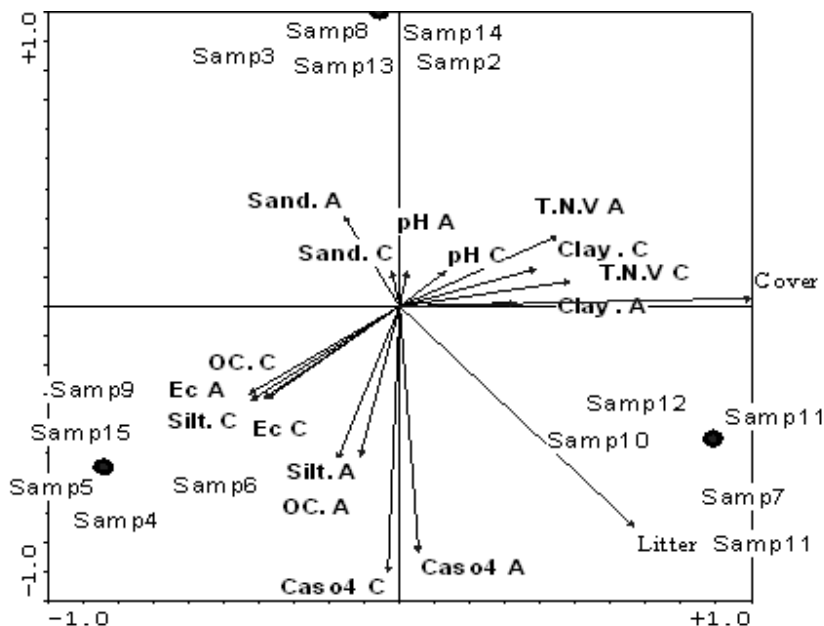 +1.0
Samp8
Samp14
Samp3
Samp13
Samp2
Sand. A
pH A
T.N.V A
Sand. C
pH C
Clay . C
T.N.V C
Cover
Clay . A
OC. C
Samp9
Ec A
Samp12
Samp11
Silt. C
Ec C
Samp15
Samp10
Silt. A
Samp5
Samp6
Samp7
OC. A
Samp4
Litter
Samp11
Caso4 A
Caso4 C
-1.0
-1.0
+1.0